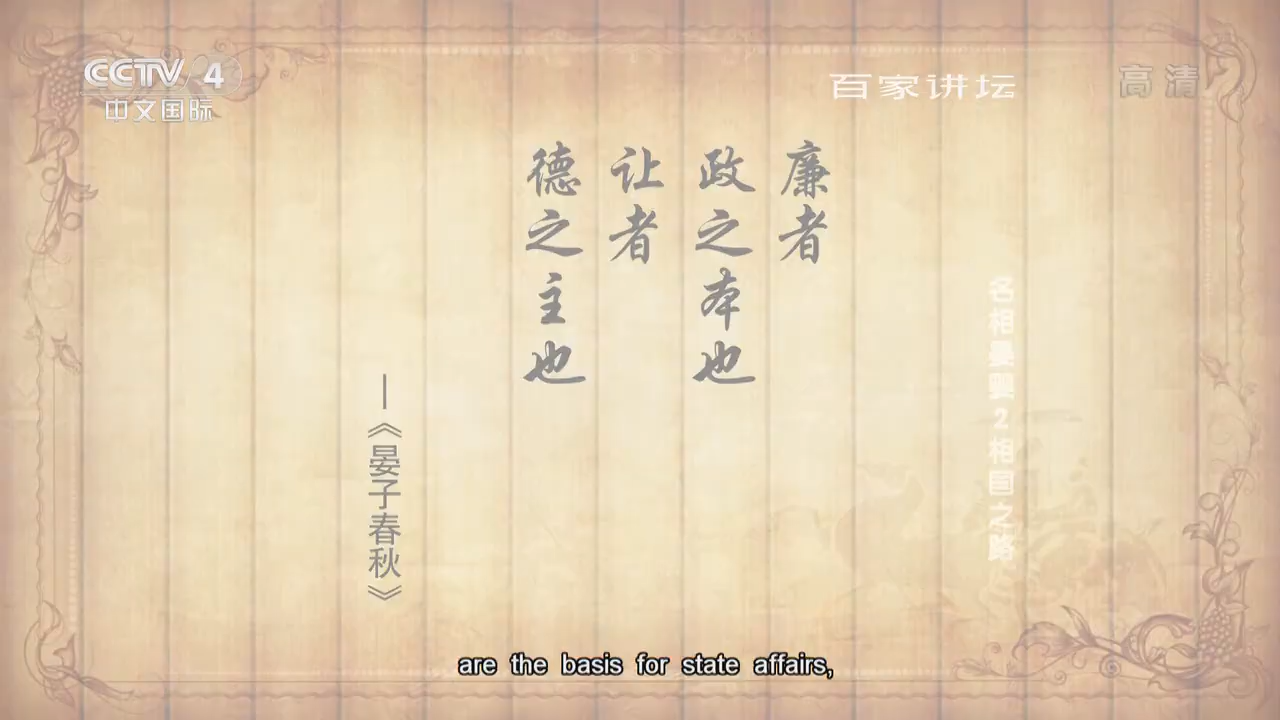 CCTV 4
中文国际
百家讲坛
高清
廉者
政之本也
让者
德之主也
—《晏子春秋》
名相晏婴2相国之路
are the basis for state affairs,